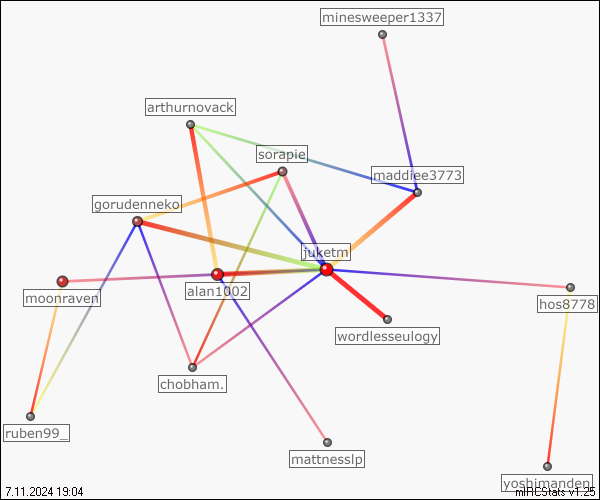 minesweeper1337
arthurnovack
sorapie
maddiee3773
gorudenneko
juketm
moonraven
alan1002
hos8778
wordlesseulogy
chobham.
ruben99_
mattnesslp
yoshimanden
7.11.2024 19:04
mIRCStats v1.25